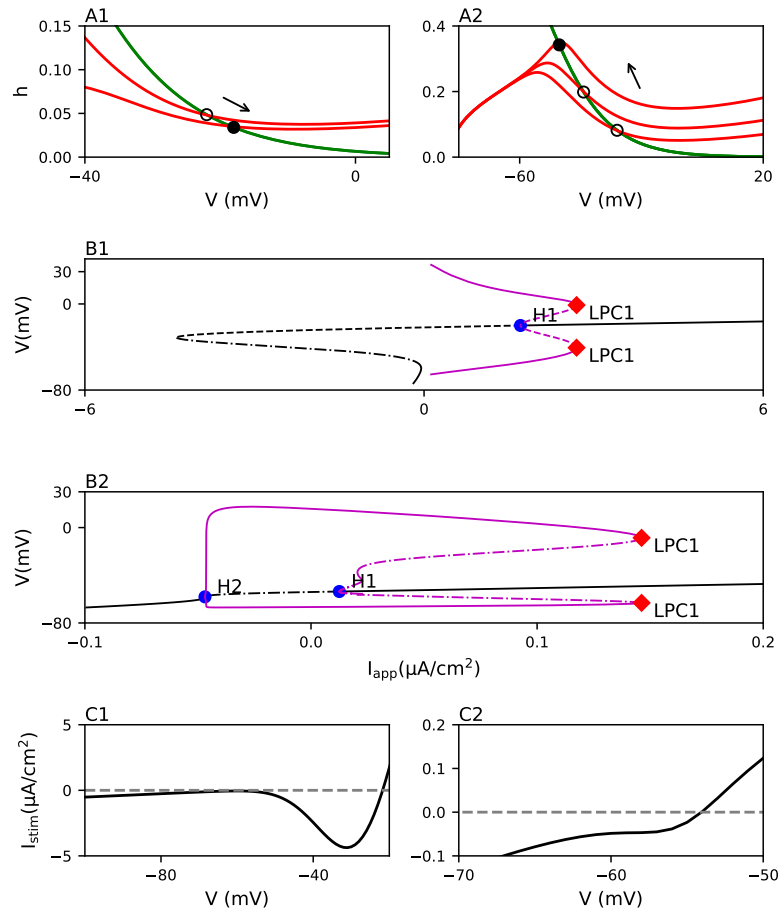 A1
A2
0.15
0.10
0.05
0.00
h
−40
0
V (mV)
0.4
0.2
0.0
−60
20
V (mV)
B1
30
0
−80
V(mV)
H1
LPC1
LPC1
−6
0
6
B2
30
0
−80
V(mV)
H2
H1
LPC1
LPC1
−0.1
0.0
0.1
0.2
I_app(μA/cm²)
C1
C2
5
0
−5
I_stim(μA/cm²)
−80
−40
V (mV)
0.2
0.1
0.0
−0.1
−70
−60
−50
V (mV)